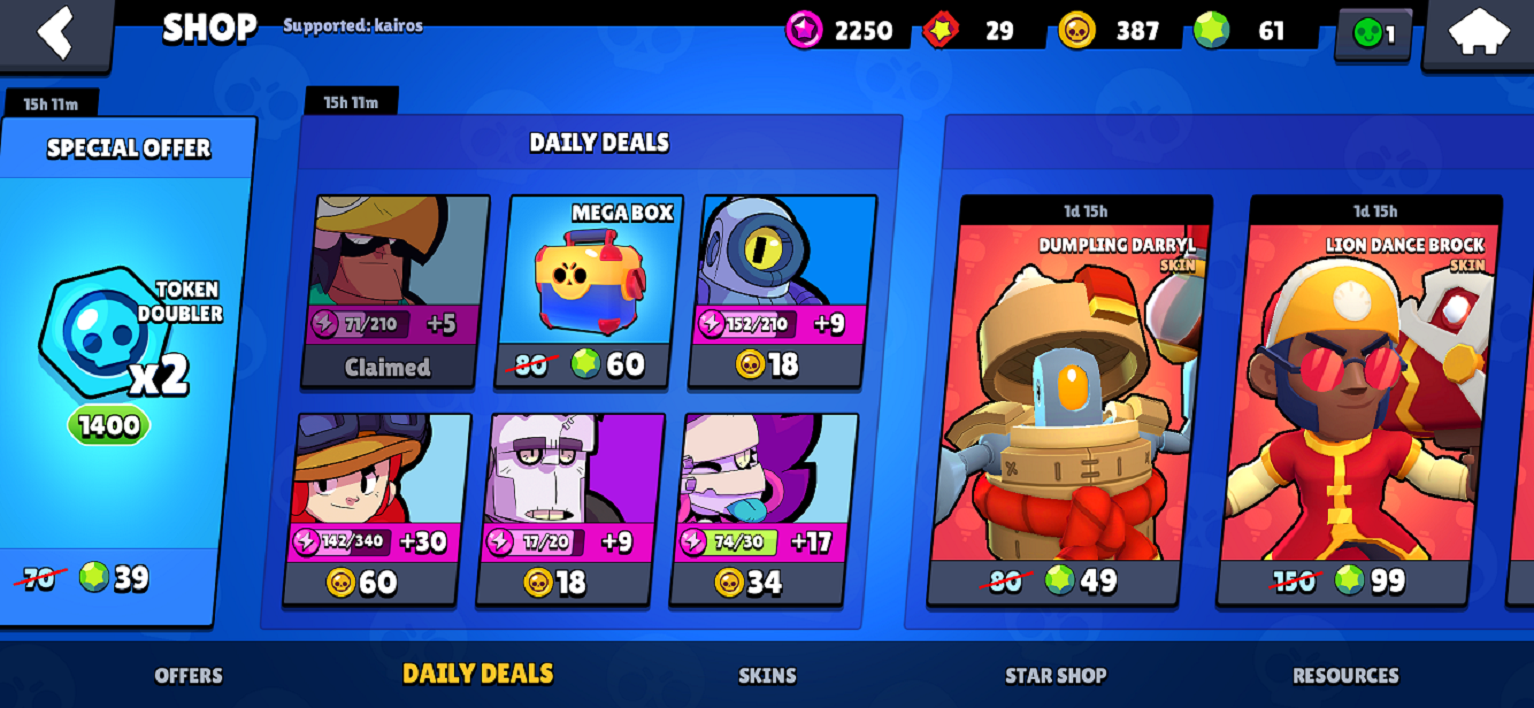 SHOP
Supported: kairos
2250
29
387
61
1
15h 11m
SPECIAL OFFER
TOKEN
DOUBLER
x2
1400
70 39
15h 11m
DAILY DEALS
71/210 +5
Claimed
MEGA BOX
80 60
152/210 +9
18
142/340 +30
60
17/20 +9
18
74/30 +17
34
1d 15h
DUMPLING DARRYL
SKIN
80 49
1d 15h
LION DANCE BROCK
SKIN
150 99
OFFERS
DAILY DEALS
SKINS
STAR SHOP
RESOURCES